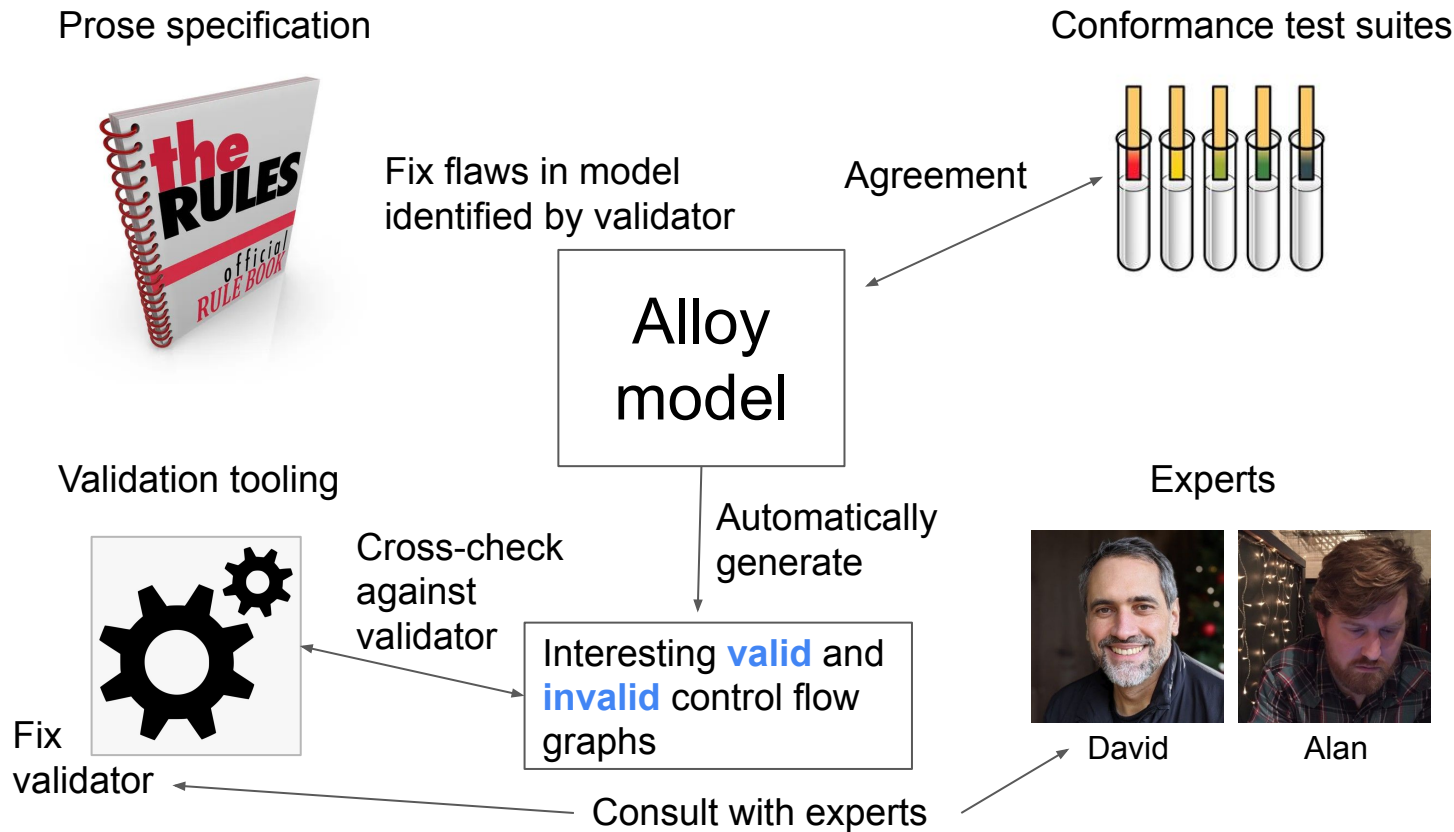 Prose specification
Conformance test suites
the
RULES
official
RULE BOOK
Fix flaws in model
identified by validator
Agreement
Alloy
model
Validation tooling
Experts
Automatically
generate
Cross-check
against
validator
Interesting valid and
invalid control flow
graphs
David
Alan
Fix
validator
Consult with experts